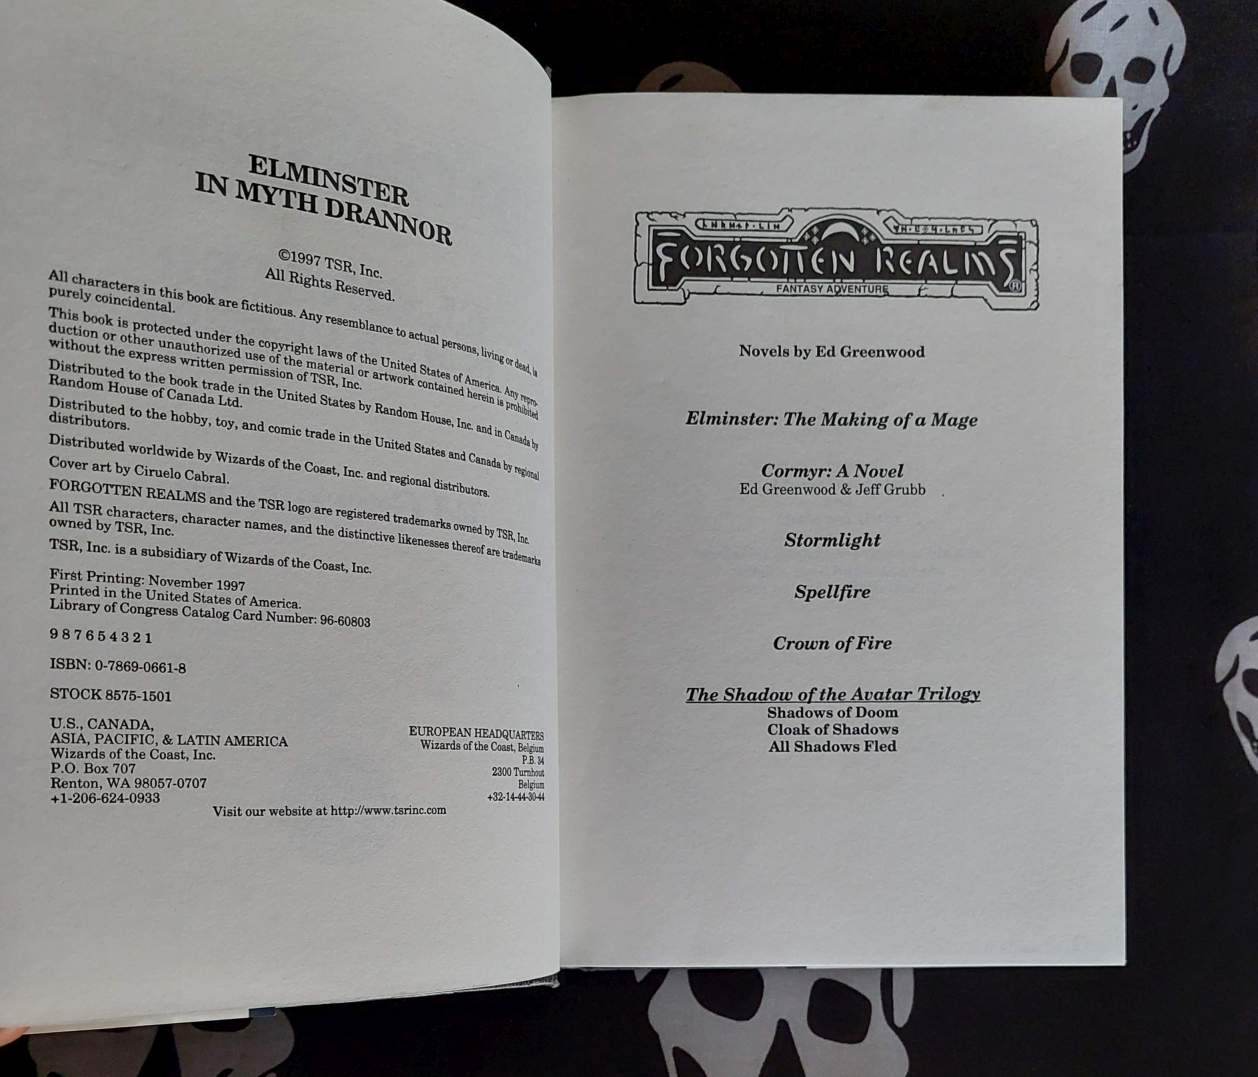 ELMINSTER
IN MYTH DRANNOR
©1997 TSR, Inc.
All Rights Reserved.
All characters in this book are fictitious. Any resemblance to actual persons, living or dead, is
purely coincidental.
This book is protected under the copyright laws of the United States of America. Any repro-
duction or other unauthorized use of the material or artwork contained herein is prohibited
without the express written permission of TSR, Inc.
Distributed to the book trade in the United States by Random House, Inc. and in Canada by
Random House of Canada Ltd.
Distributed to the hobby, toy, and comic trade in the United States and Canada by regional
distributors.
Distributed worldwide by Wizards of the Coast, Inc. and regional distributors.
Cover art by Ciruelo Cabral.
FORGOTTEN REALMS and the TSR logo are registered trademarks owned by TSR, Inc.
All TSR characters, character names, and the distinctive likenesses thereof are trademarks
owned by TSR, Inc.
TSR, Inc. is a subsidiary of Wizards of the Coast, Inc.
First Printing: November 1997
Printed in the United States of America.
Library of Congress Catalog Card Number: 96-60803
9 8 7 6 5 4 3 2 1
ISBN: 0-7869-0661-8
STOCK 8575-1501
U.S., CANADA,
ASIA, PACIFIC, & LATIN AMERICA
Wizards of the Coast, Inc.
P.O. Box 707
Renton, WA 98057-0707
+1-206-624-0933
EUROPEAN HEADQUARTERS
Wizards of the Coast, Belgium
P.B. 34
2300 Turnhout
Belgium
+32-14-44-30-44
Visit our website at http://www.tsrinc.com
FORGOTTEN REALMS®
FANTASY ADVENTURE
Novels by Ed Greenwood
Elminster: The Making of a Mage
Cormyr: A Novel
Ed Greenwood & Jeff Grubb
Stormlight
Spellfire
Crown of Fire
The Shadow of the Avatar Trilogy
Shadows of Doom
Cloak of Shadows
All Shadows Fled